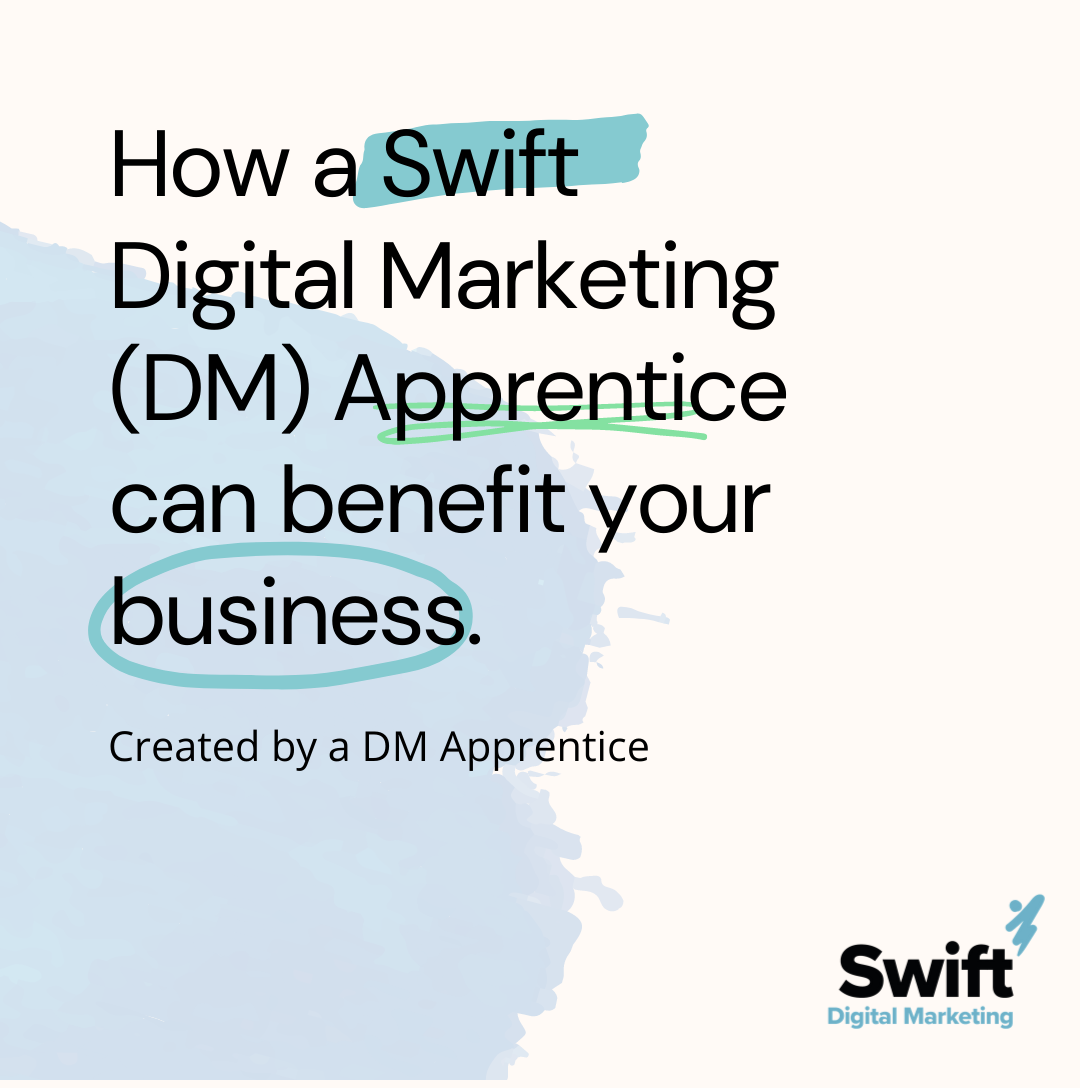 How a Swift
Digital Marketing
(DM) Apprentice
can benefit your
business.
Created by a DM Apprentice
Swift
Digital Marketing